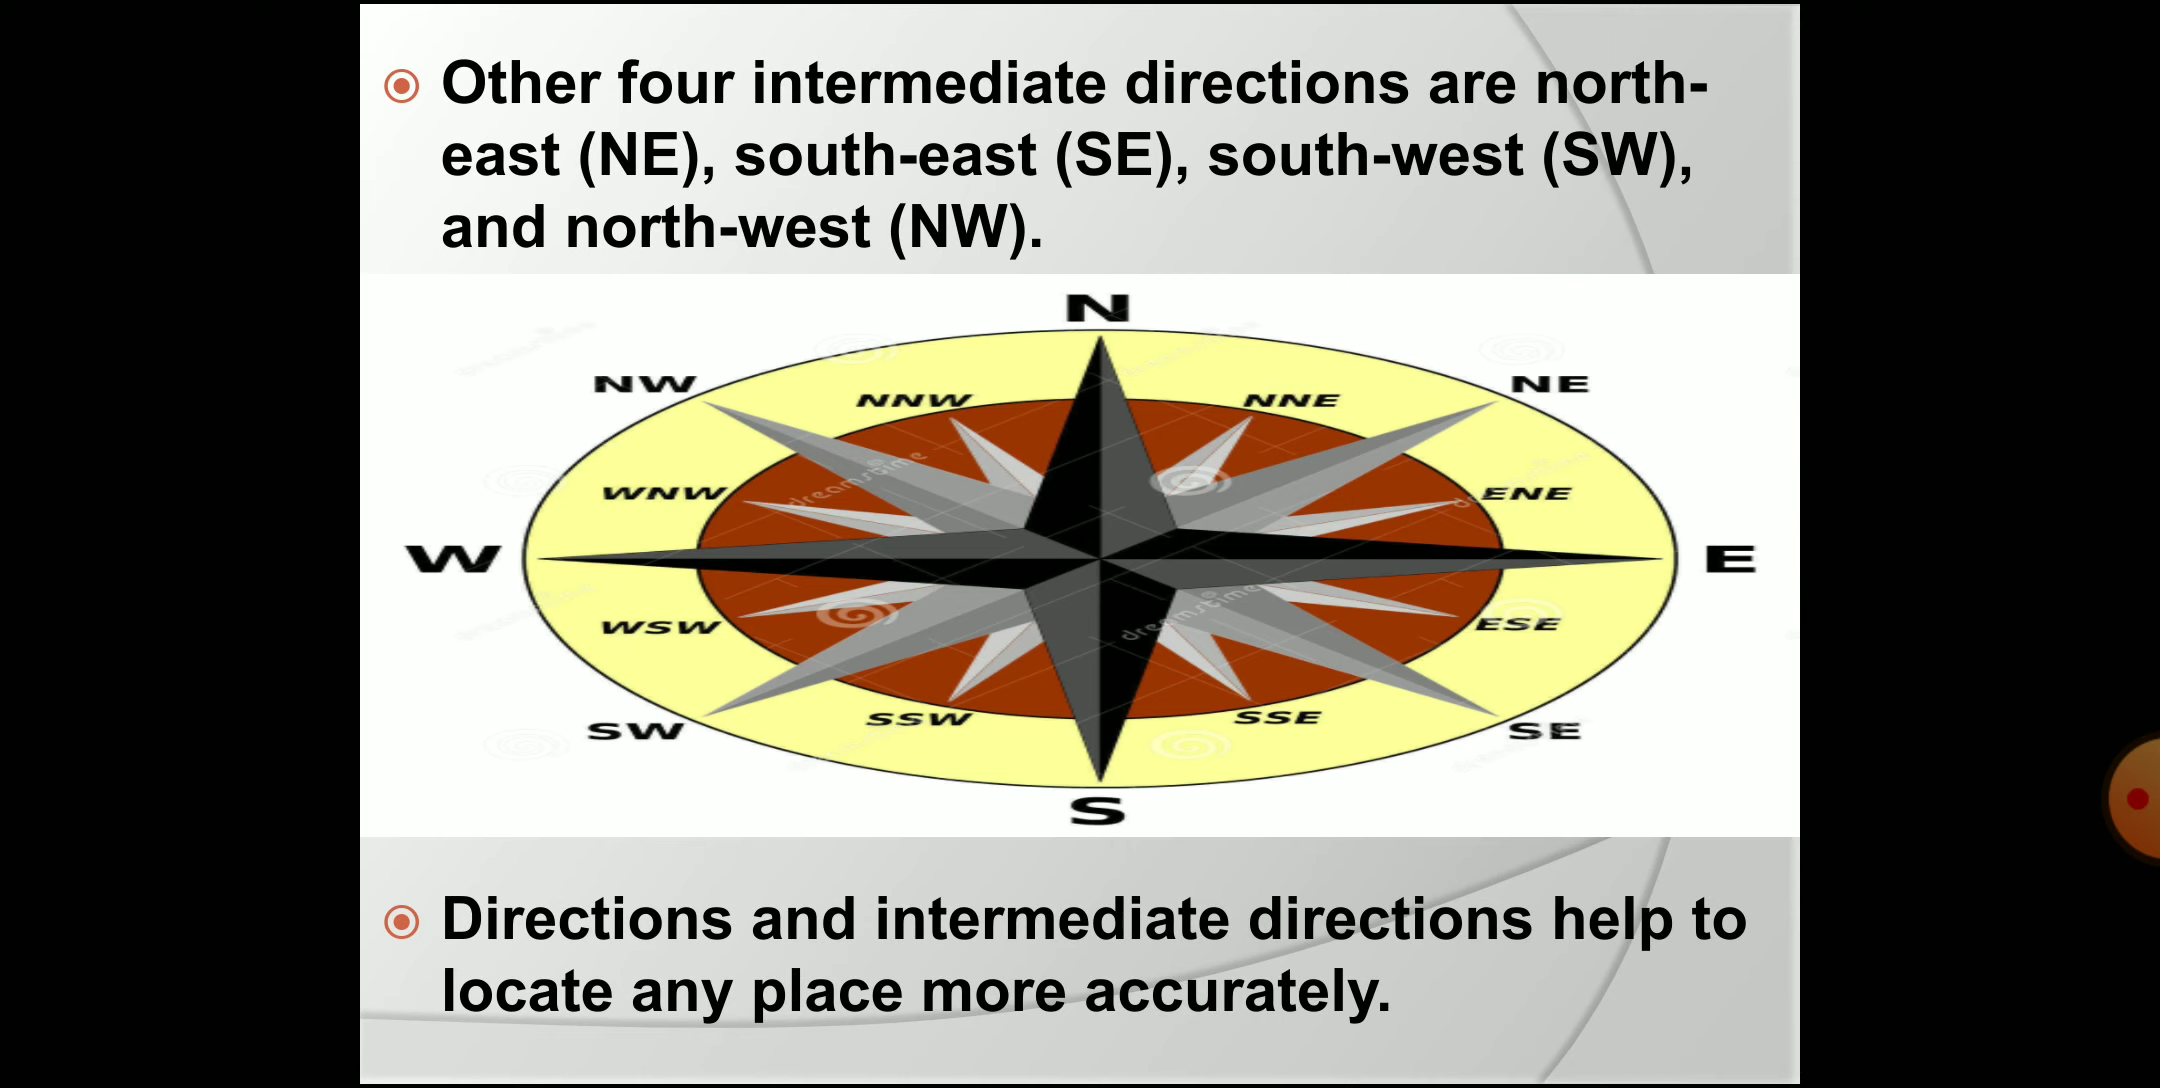 Other four intermediate directions are north-
east (NE), south-east (SE), south-west (SW),
and north-west (NW).
N
NW NE
NNW NNE
WNW ENE
W E
WSW ESE
SSW SSE
SW SE
S
dreamstime
dreamstime
Directions and intermediate directions help to
locate any place more accurately.